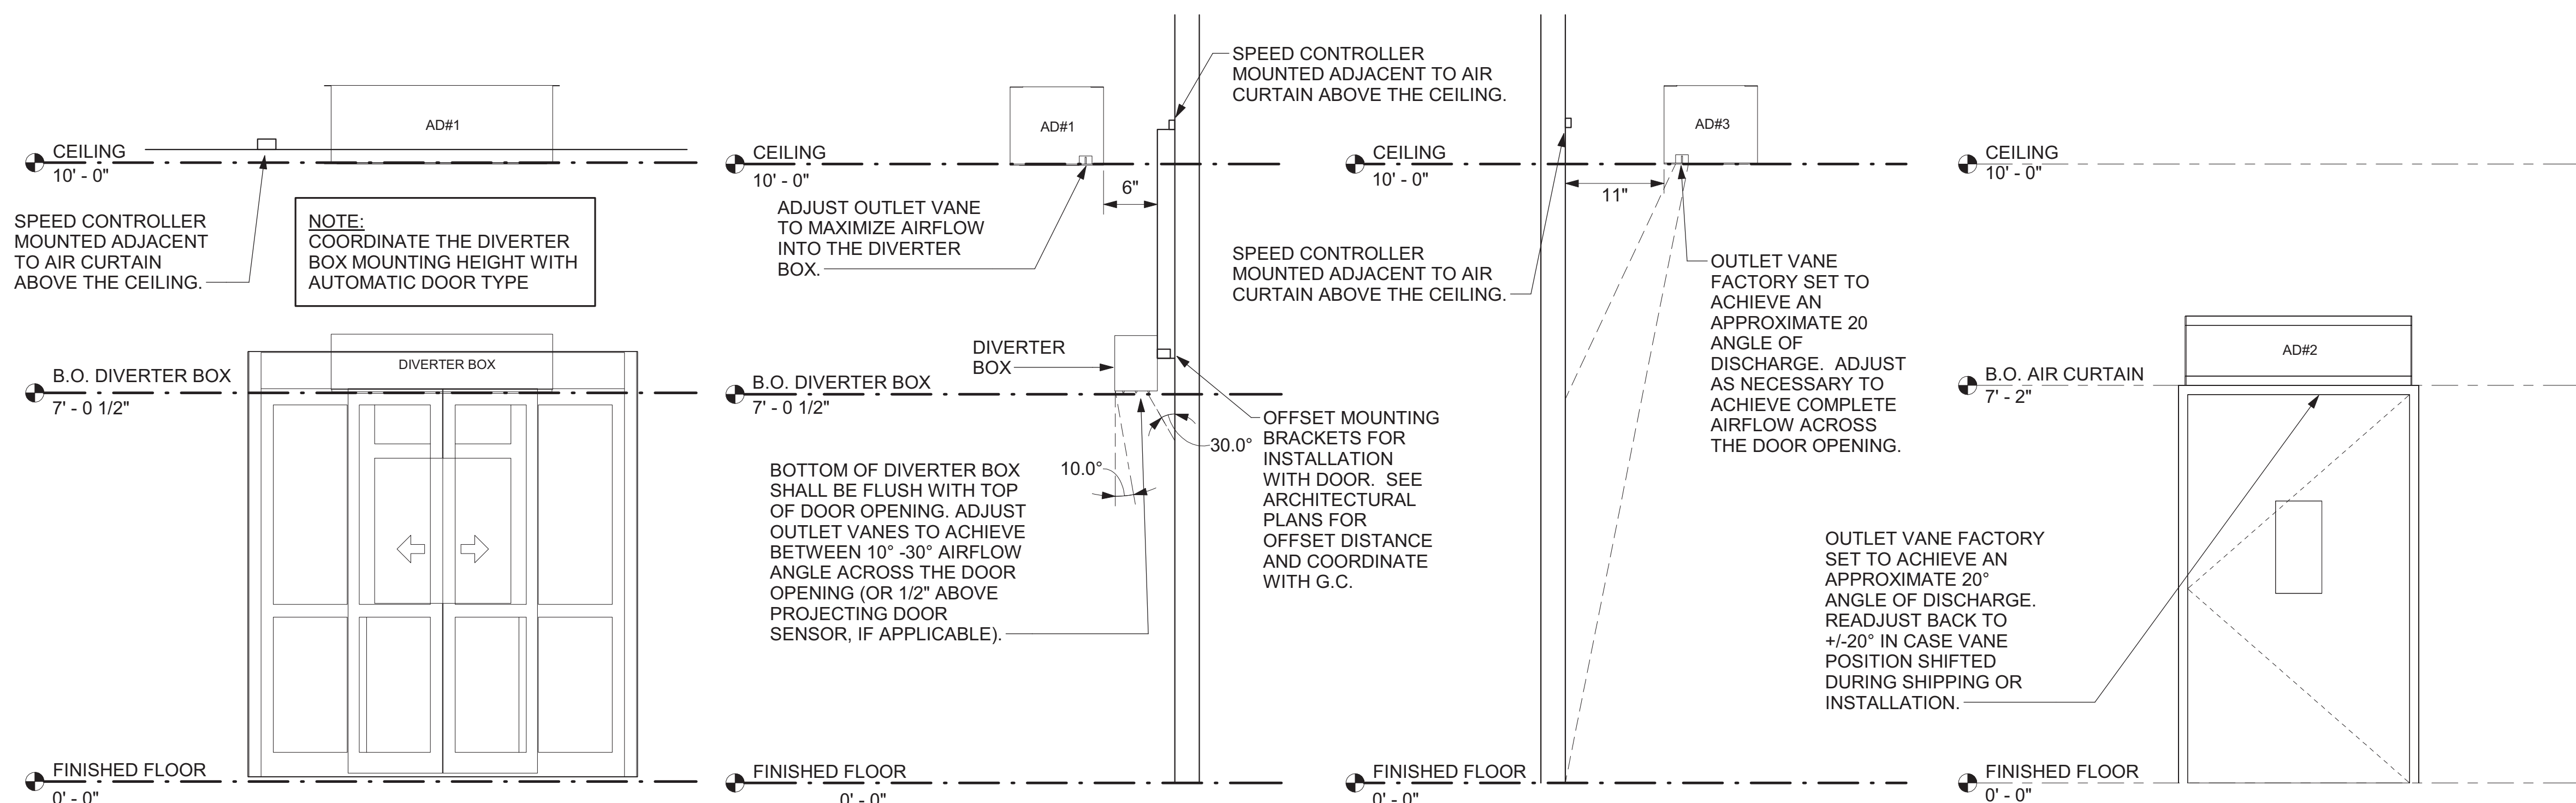 AD#1
CEILING
10' - 0"
SPEED CONTROLLER
MOUNTED ADJACENT
TO AIR CURTAIN
ABOVE THE CEILING.
NOTE:
COORDINATE THE DIVERTER
BOX MOUNTING HEIGHT WITH
AUTOMATIC DOOR TYPE
DIVERTER BOX
B.O. DIVERTER BOX
7' - 0 1/2"
FINISHED FLOOR
0' - 0"
SPEED CONTROLLER
MOUNTED ADJACENT TO AIR
CURTAIN ABOVE THE CEILING.
AD#1
CEILING
10' - 0"
6"
ADJUST OUTLET VANE
TO MAXIMIZE AIRFLOW
INTO THE DIVERTER
BOX.
DIVERTER
BOX
B.O. DIVERTER BOX
7' - 0 1/2"
30.0°
10.0°
BOTTOM OF DIVERTER BOX
SHALL BE FLUSH WITH TOP
OF DOOR OPENING. ADJUST
OUTLET VANES TO ACHIEVE
BETWEEN 10° -30° AIRFLOW
ANGLE ACROSS THE DOOR
OPENING (OR 1/2" ABOVE
PROJECTING DOOR
SENSOR, IF APPLICABLE).
OFFSET MOUNTING
BRACKETS FOR
INSTALLATION
WITH DOOR. SEE
ARCHITECTURAL
PLANS FOR
OFFSET DISTANCE
AND COORDINATE
WITH G.C.
FINISHED FLOOR
0' - 0"
AD#3
CEILING
10' - 0"
11"
SPEED CONTROLLER
MOUNTED ADJACENT TO AIR
CURTAIN ABOVE THE CEILING.
OUTLET VANE
FACTORY SET TO
ACHIEVE AN
APPROXIMATE 20
ANGLE OF
DISCHARGE. ADJUST
AS NECESSARY TO
ACHIEVE COMPLETE
AIRFLOW ACROSS
THE DOOR OPENING.
FINISHED FLOOR
0' - 0"
CEILING
10' - 0"
AD#2
B.O. AIR CURTAIN
7' - 2"
OUTLET VANE FACTORY
SET TO ACHIEVE AN
APPROXIMATE 20°
ANGLE OF DISCHARGE.
READJUST BACK TO
+/-20° IN CASE VANE
POSITION SHIFTED
DURING SHIPPING OR
INSTALLATION.
FINISHED FLOOR
0' - 0"